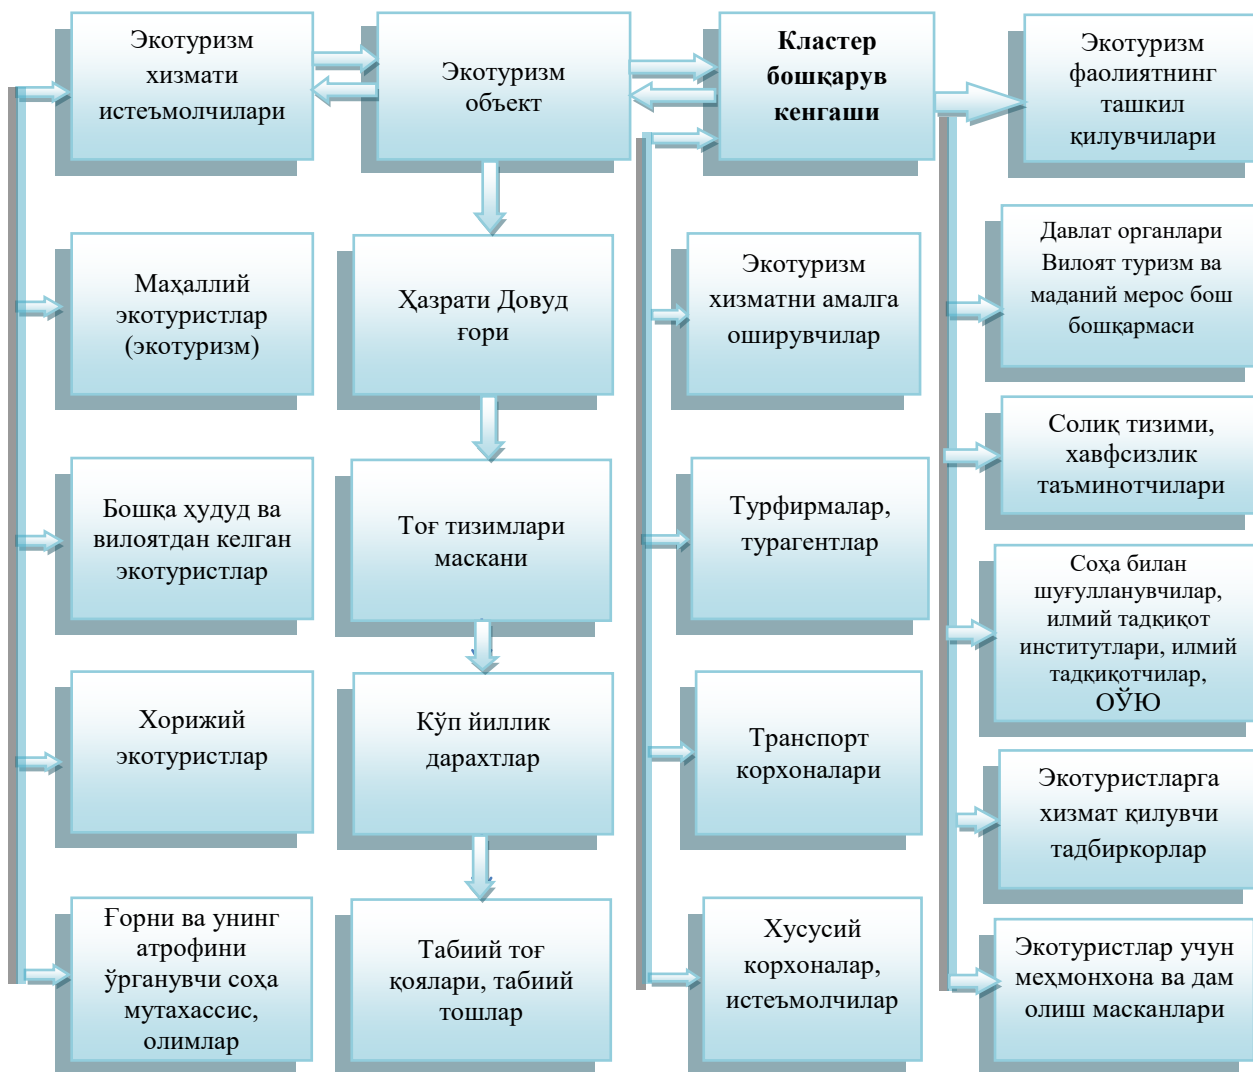 Экотуризм
хизмати
истеъмолчилари
Экотуризм
объект
Кластер
бошқарув
кенгаши
Экотуризм
фаолиятнинг
ташкил
қилувчилари
Маҳаллий
экотуристлар
(экотуризм)
Ҳазрати Довуд
ғори
Экотуризм
хизматни амалга
оширувчилар
Давлат органлари
Вилоят туризм ва
маданий мерос бош
бошқармаси
Бошқа ҳудуд ва
вилоятдан келган
экотуристлар
Тоғ тизимлари
маскани
Турфирмалар,
турагентлар
Солиқ тизими,
хавфсизлик
таъминотчилари
Хорижий
экотуристлар
Кўп йиллик
дарахтлар
Транспорт
корхоналари
Соҳа билан
шуғулланувчилар,
илмий тадқиқот
институтлари, илмий
тадқиқотчилар,
ОЎЮ
Экотуристларга
хизмат қилувчи
тадбиркорлар
Ғорни ва унинг
атрофини
ўрганувчи соҳа
мутахассис,
олимлар
Табиий тоғ
қоялари, табиий
тошлар
Хусусий
корхоналар,
истеъмолчилар
Экотуристлар учун
меҳмонхона ва дам
олиш масканлари